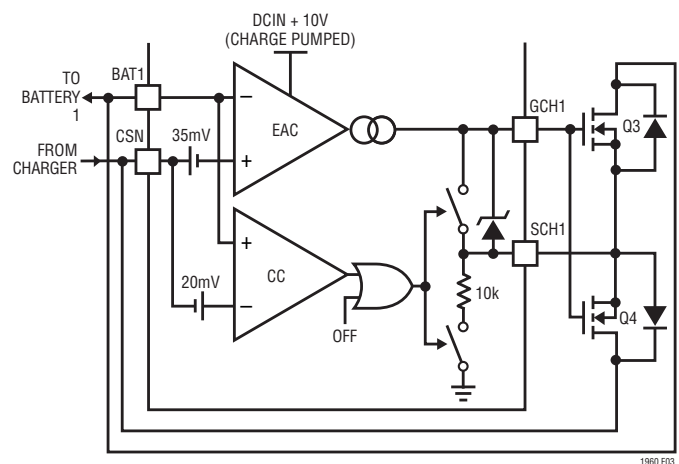 DCIN + 10V
(CHARGE PUMPED)
TO
BATTERY
1
BAT1
FROM
CHARGER
CSN
35mV
–
+
EAC
GCH1
Q3
SCH1
+
–
CC
20mV
OFF
10k
Q4
1960 F03